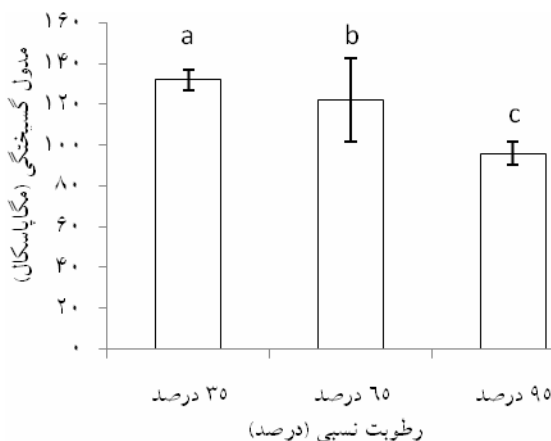 مدول گسیختگی (مگاپاسکال)
۱۶۰
۱۴۰
۱۲۰
۱۰۰
۸۰
۶۰
۴۰
۲۰
۰
a
b
c
۳۵ درصد
۶۵ درصد
۹۵ درصد
رطوبت نسبی (درصد)